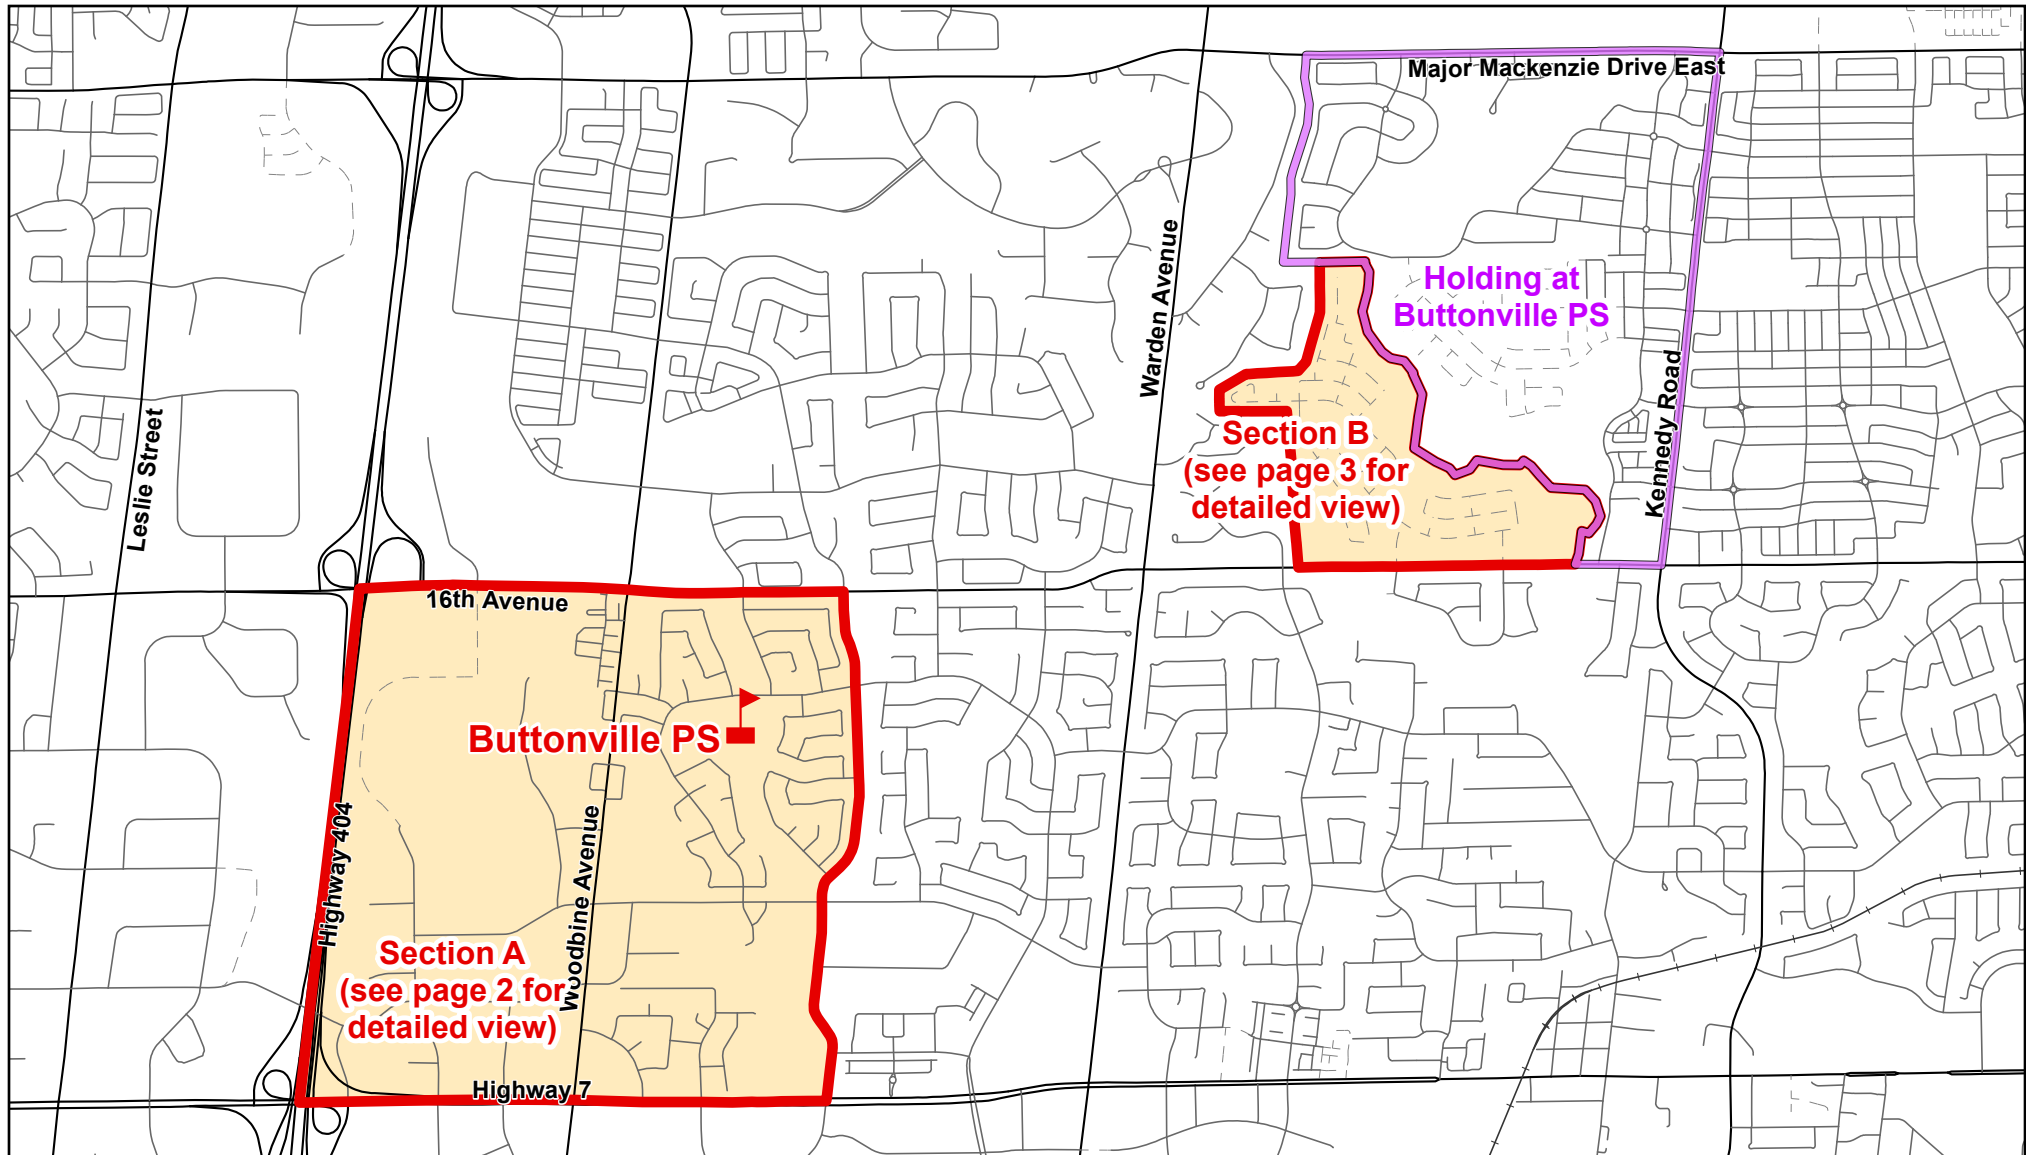 Major Mackenzie Drive East
Warden Avenue
Holding at
Buttonville PS
Kennedy Road
Leslie Street
Section B
(see page 3 for
detailed view)
16th Avenue
Buttonville PS
Highway 404
Woodbine Avenue
Section A
(see page 2 for
detailed view)
Highway 7